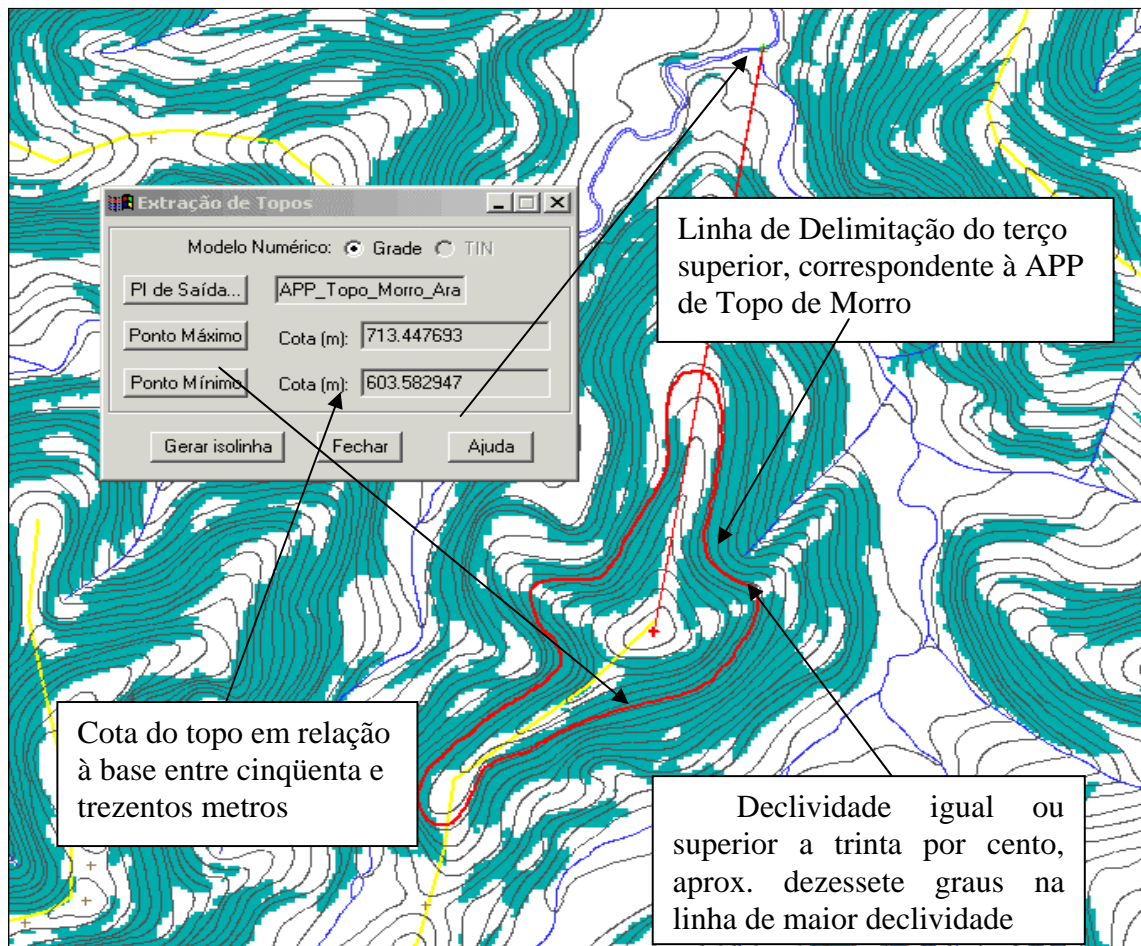 Extração de Topos
Modelo Numérico: Grade TIN
PI de Saída... APP_Topo_Morro_Ara
Ponto Máximo Cota (m): 713.447693
Ponto Mínimo Cota (m): 603.582947
Gerar isolinha Fechar Ajuda
Linha de Delimitação do terço
superior, correspondente à APP
de Topo de Morro
Cota do topo em relação
à base entre cinqüenta e
trezentos metros
Declividade igual ou
superior a trinta por cento,
aprox. dezessete graus na
linha de maior declividade